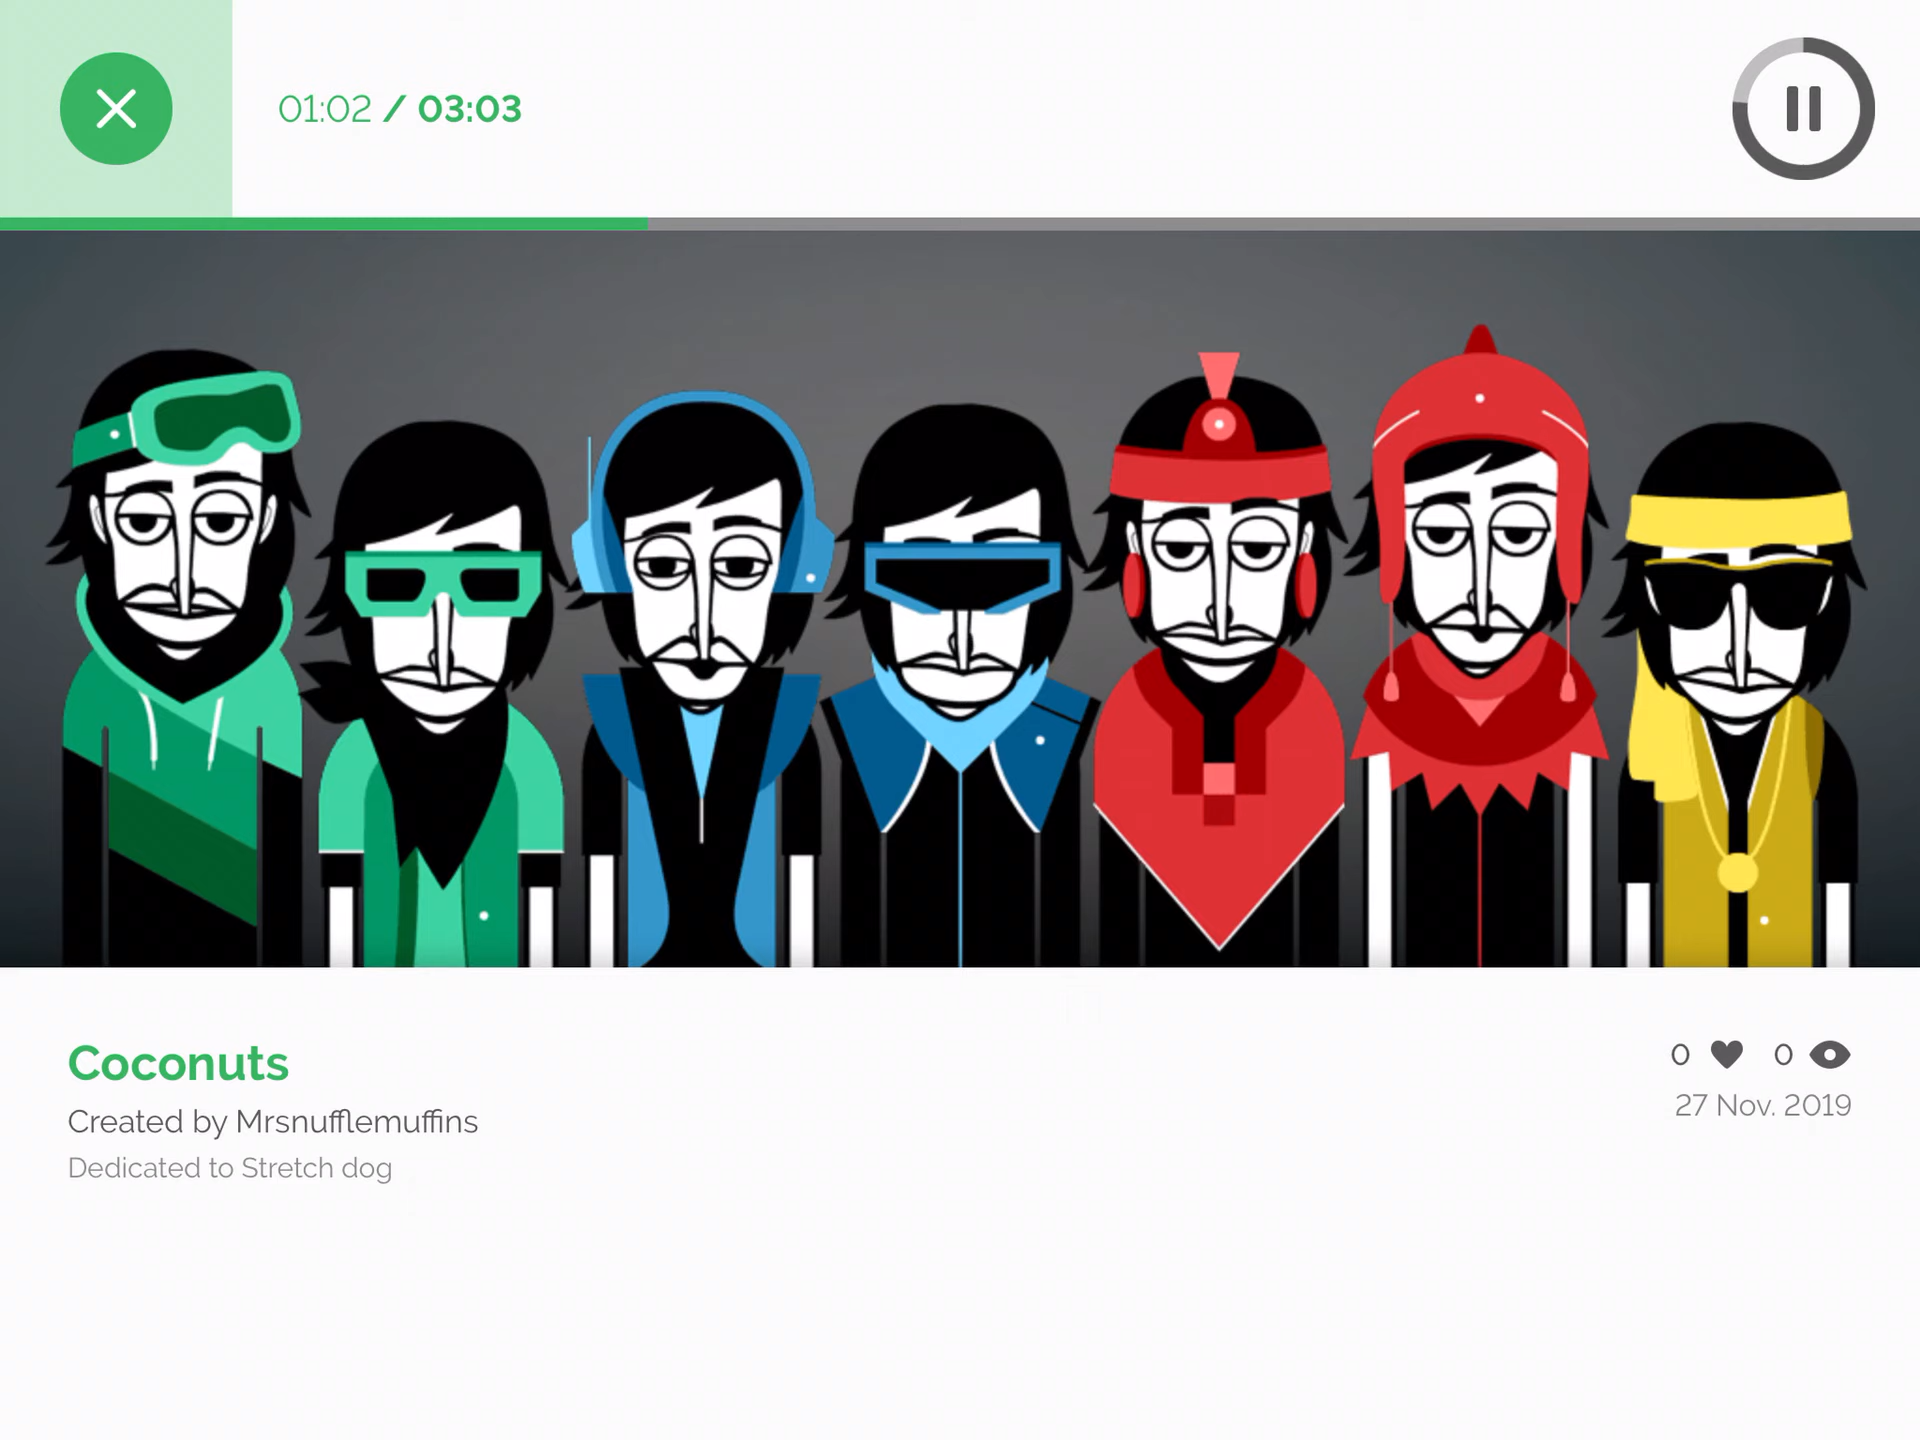 01:02 / 03:03
Coconuts
Created by Mrsnufflemuffins
Dedicated to Stretch dog
0 0
27 Nov. 2019